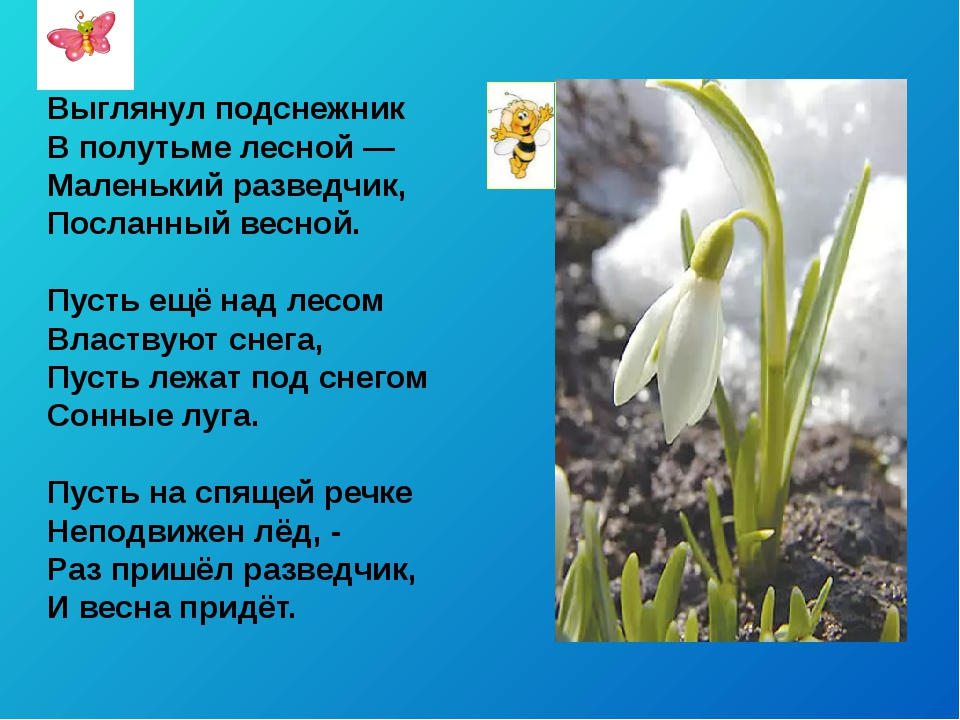 Выглянул подснежник
В полутьме лесной —
Маленький разведчик,
Посланный весной.

Пусть ещё над лесом
Властвуют снега,
Пусть лежат под снегом
Сонные луга.

Пусть на спящей речке
Неподвижен лёд, -
Раз пришёл разведчик,
И весна придёт.